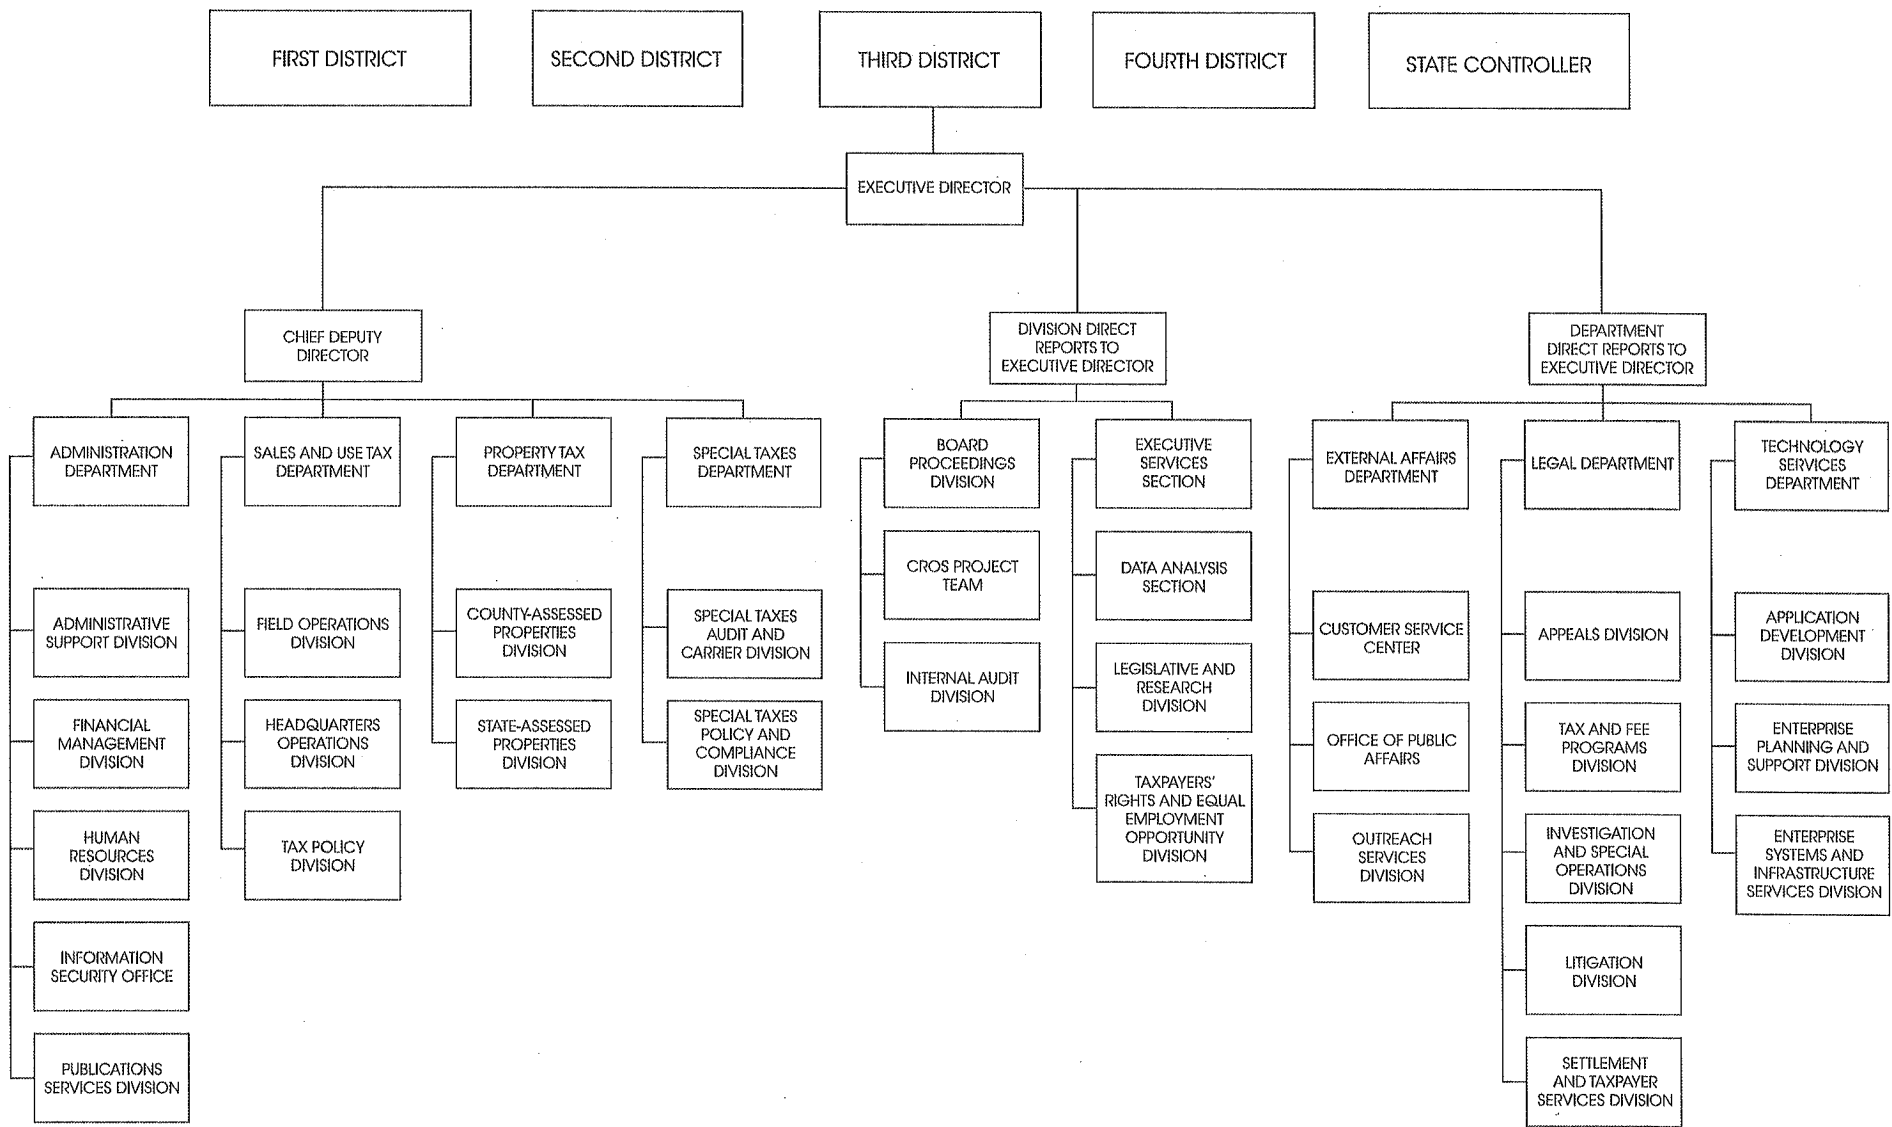 FIRST DISTRICT
SECOND DISTRICT
THIRD DISTRICT
FOURTH DISTRICT
STATE CONTROLLER
EXECUTIVE DIRECTOR
CHIEF DEPUTY
DIRECTOR
DIVISION DIRECT
REPORTS TO
EXECUTIVE DIRECTOR
DEPARTMENT
DIRECT REPORTS TO
EXECUTIVE DIRECTOR
ADMINISTRATION
DEPARTMENT
ADMINISTRATIVE
SUPPORT DIVISION
FINANCIAL
MANAGEMENT
DIVISION
HUMAN
RESOURCES
DIVISION
INFORMATION
SECURITY OFFICE
PUBLICATIONS
SERVICES DIVISION
SALES AND USE TAX
DEPARTMENT
FIELD OPERATIONS
DIVISION
HEADQUARTERS
OPERATIONS
DIVISION
TAX POLICY
DIVISION
PROPERTY TAX
DEPARTMENT
COUNTY-ASSESSED
PROPERTIES
DIVISION
STATE-ASSESSED
PROPERTIES
DIVISION
SPECIAL TAXES
DEPARTMENT
SPECIAL TAXES
AUDIT AND
CARRIER DIVISION
SPECIAL TAXES
POLICY AND
COMPLIANCE
DIVISION
BOARD
PROCEEDINGS
DIVISION
CROS PROJECT
TEAM
INTERNAL AUDIT
DIVISION
EXECUTIVE
SERVICES
SECTION
DATA ANALYSIS
SECTION
LEGISLATIVE AND
RESEARCH
DIVISION
TAXPAYERS'
RIGHTS AND EQUAL
EMPLOYMENT
OPPORTUNITY
DIVISION
EXTERNAL AFFAIRS
DEPARTMENT
CUSTOMER SERVICE
CENTER
OFFICE OF PUBLIC
AFFAIRS
OUTREACH
SERVICES
DIVISION
LEGAL DEPARTMENT
APPEALS DIVISION
TAX AND FEE
PROGRAMS
DIVISION
INVESTIGATION
AND SPECIAL
OPERATIONS
DIVISION
LITIGATION
DIVISION
SETTLEMENT
AND TAXPAYER
SERVICES DIVISION
TECHNOLOGY
SERVICES
DEPARTMENT
APPLICATION
DEVELOPMENT
DIVISION
ENTERPRISE
PLANNING AND
SUPPORT DIVISION
ENTERPRISE
SYSTEMS AND
INFRASTRUCTURE
SERVICES DIVISION